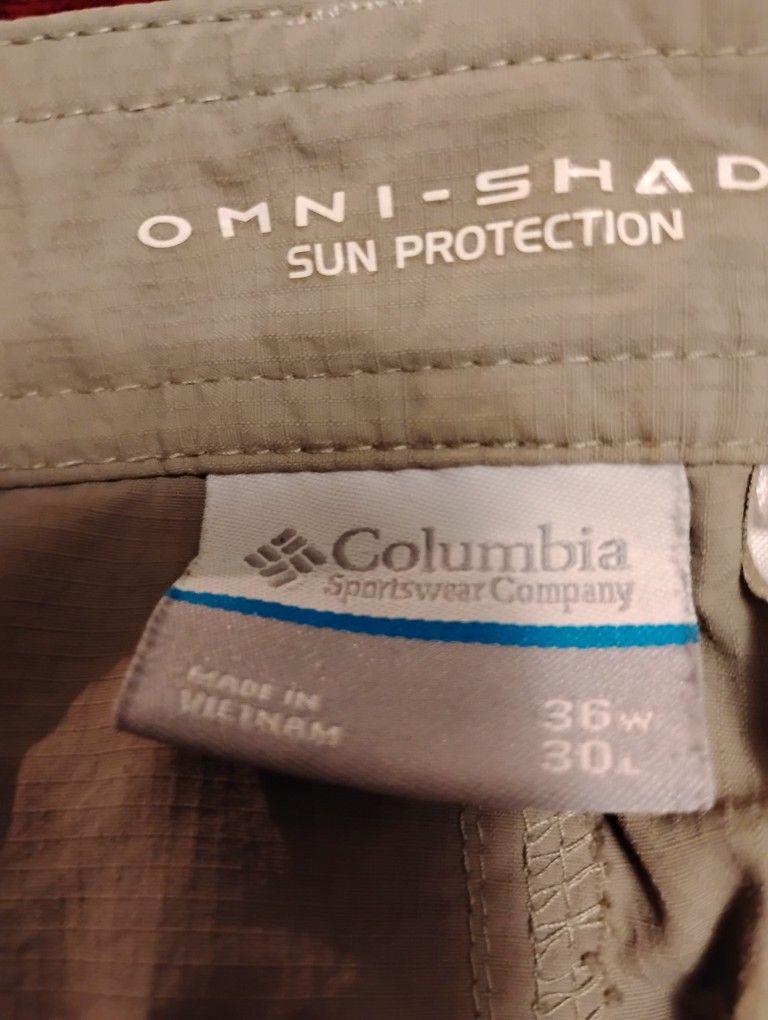 OMNI-SHAD
SUN PROTECTION
Columbia
Sportswear Company
MADE IN
VIETNAM
36W
30L